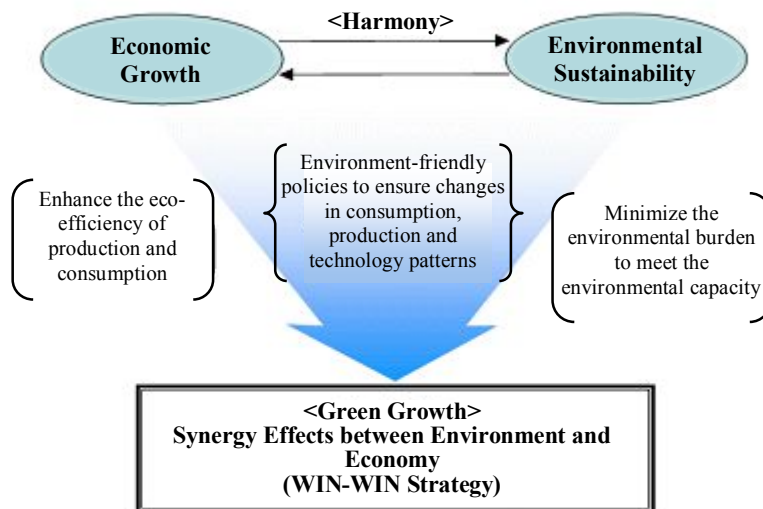 <Harmony>
Economic
Growth
Environmental
Sustainability
Enhance the eco-
efficiency of
production and
consumption
Environment-friendly
policies to ensure changes
in consumption,
production and
technology patterns
Minimize the
environmental burden
to meet the
environmental capacity
<Green Growth>
Synergy Effects between Environment and
Economy
(WIN-WIN Strategy)